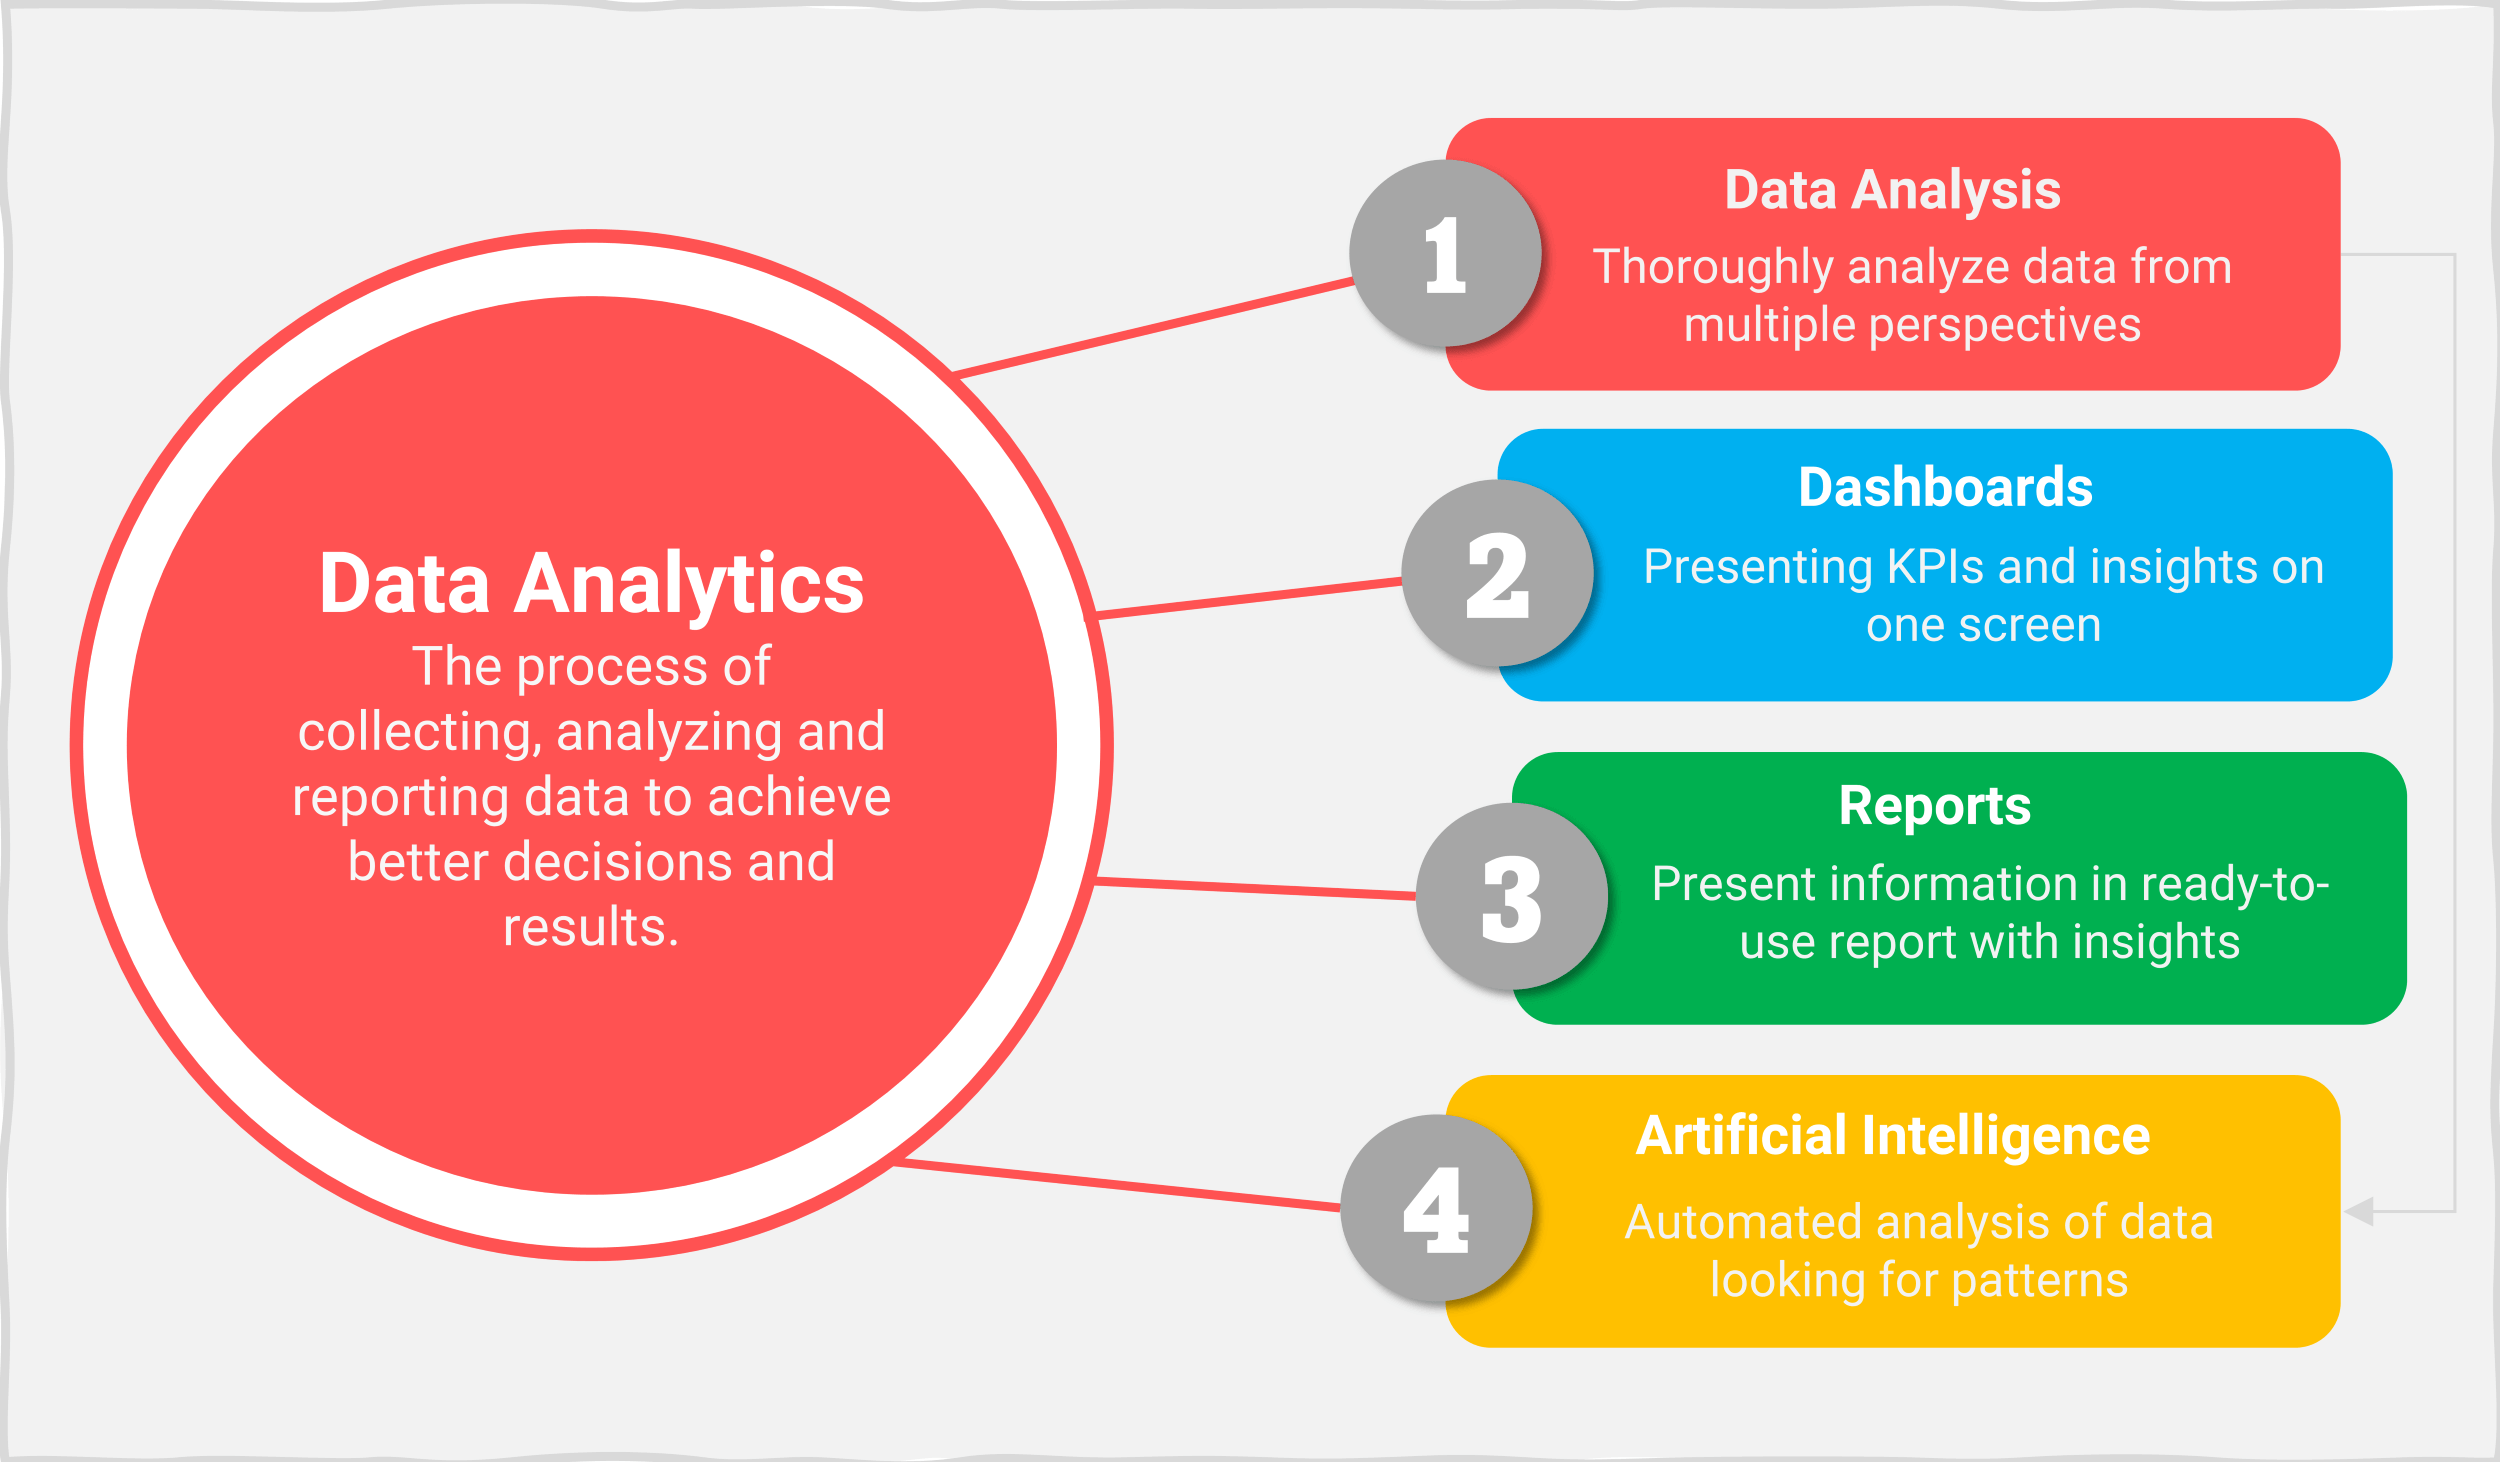 Data Analytics
The process of
collecting, analyzing and
reporting data to achieve
better decisions and
results.
1
Data Analysis
Thoroughly analyze data from
multiple perspectives
2
Dashboards
Presenting KPIs and insights on
one screen
3
Reports
Present information in ready-to-
use report with insights
4
Artificial Intelligence
Automated analysis of data
looking for patterns